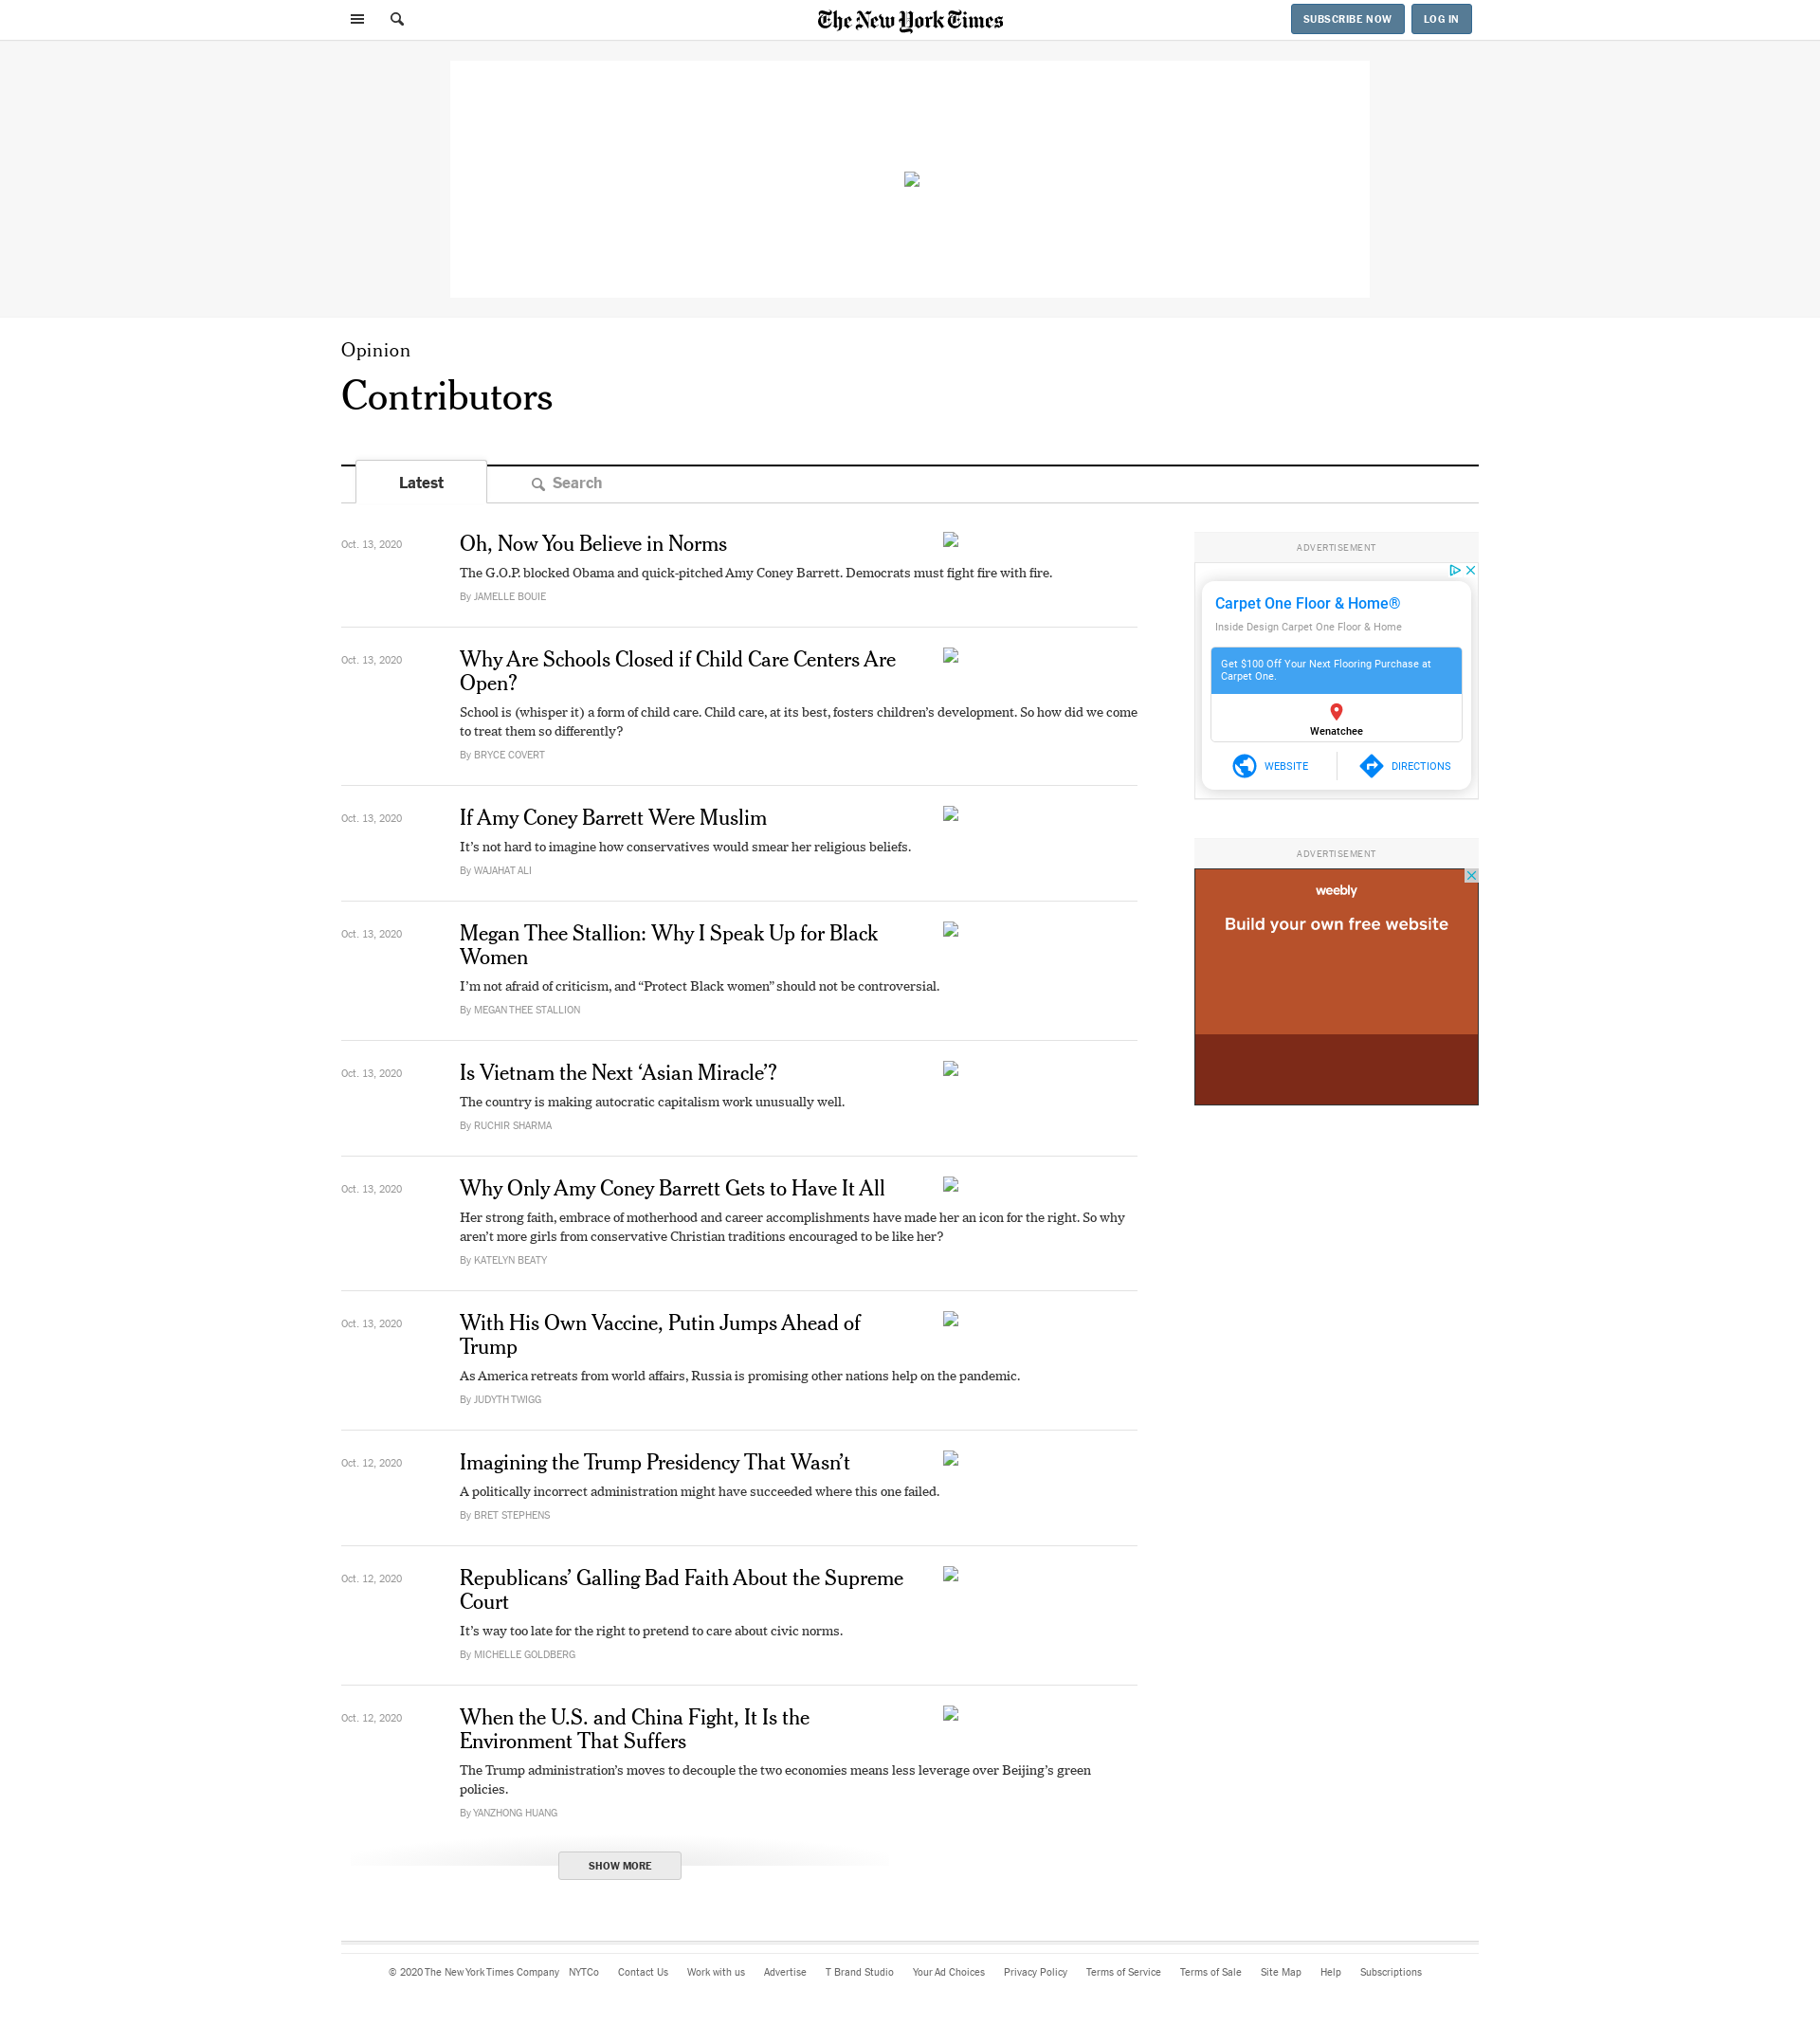 The New York Times
SUBSCRIBE NOW
LOG IN
Opinion
Contributors
Latest
Search
Oct. 13, 2020
Oh, Now You Believe in Norms
The G.O.P. blocked Obama and quick-pitched Amy Coney Barrett. Democrats must fight fire with fire.
By JAMELLE BOUIE
Oct. 13, 2020
Why Are Schools Closed if Child Care Centers Are
Open?
School is (whisper it) a form of child care. Child care, at its best, fosters children’s development. So how did we come
to treat them so differently?
By BRYCE COVERT
Oct. 13, 2020
If Amy Coney Barrett Were Muslim
It’s not hard to imagine how conservatives would smear her religious beliefs.
By WAJAHAT ALI
Oct. 13, 2020
Megan Thee Stallion: Why I Speak Up for Black
Women
I’m not afraid of criticism, and “Protect Black women” should not be controversial.
By MEGAN THEE STALLION
Oct. 13, 2020
Is Vietnam the Next ‘Asian Miracle’?
The country is making autocratic capitalism work unusually well.
By RUCHIR SHARMA
Oct. 13, 2020
Why Only Amy Coney Barrett Gets to Have It All
Her strong faith, embrace of motherhood and career accomplishments have made her an icon for the right. So why
aren’t more girls from conservative Christian traditions encouraged to be like her?
By KATELYN BEATY
Oct. 13, 2020
With His Own Vaccine, Putin Jumps Ahead of
Trump
As America retreats from world affairs, Russia is promising other nations help on the pandemic.
By JUDYTH TWIGG
Oct. 12, 2020
Imagining the Trump Presidency That Wasn’t
A politically incorrect administration might have succeeded where this one failed.
By BRET STEPHENS
Oct. 12, 2020
Republicans’ Galling Bad Faith About the Supreme
Court
It’s way too late for the right to pretend to care about civic norms.
By MICHELLE GOLDBERG
Oct. 12, 2020
When the U.S. and China Fight, It Is the
Environment That Suffers
The Trump administration’s moves to decouple the two economies means less leverage over Beijing’s green
policies.
By YANZHONG HUANG
SHOW MORE
ADVERTISEMENT
Carpet One Floor & Home®
Inside Design Carpet One Floor & Home
Get $100 Off Your Next Flooring Purchase at
Carpet One.
Wenatchee
WEBSITE
DIRECTIONS
ADVERTISEMENT
weebly
Build your own free website
© 2020 The New York Times Company NYTCo Contact Us Work with us Advertise T Brand Studio Your Ad Choices Privacy Policy Terms of Service Terms of Sale Site Map Help Subscriptions